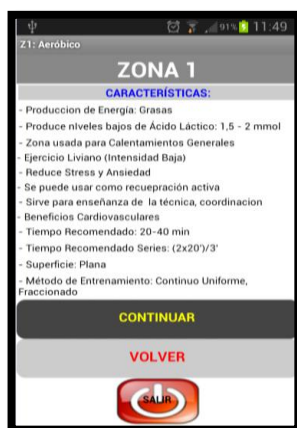 91% 11:49
Z1: Aeróbico
ZONA 1
CARACTERÍSTICAS:
- Produccion de Energía: Grasas
- Produce nIveles bajos de Ácido Láctico: 1,5 - 2 mmol
- Zona usada para Calentamientos Generales
- Ejercicio Liviano (Intensidad Baja)
- Reduce Stress y Ansiedad
- Se puede usar como recuepración activa
- Sirve para enseñanza de la técnica, coordinacion
- Beneficios Cardiovasculares
- Tiempo Recomendado: 20-40 min
- Tiempo Recomendado Series: (2x20')/3'
- Superficie: Plana
- Método de Entrenamiento: Continuo Uniforme,
Fraccionado
CONTINUAR
VOLVER
SALIR